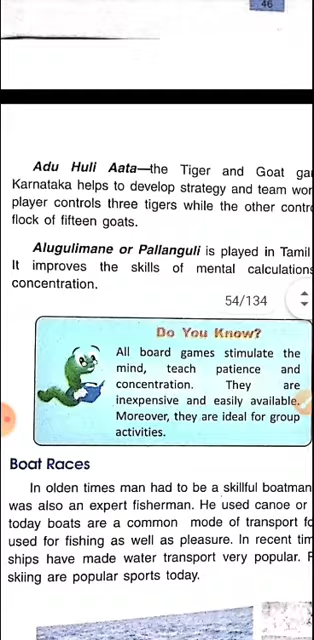 46
Adu Huli Aata—the Tiger and Goat
Karnataka helps to develop strategy and team
player controls three tigers while the other
flock of fifteen goats.
Alugulimane or Pallanguli is played in Tamil
It improves the skills of mental calculations
concentration.
54/134
Do You Know?
All board games stimulate the
mind, teach patience and
concentration. They are
inexpensive and easily available.
Moreover, they are ideal for group
activities.
Boat Races
In olden times man had to be a skillful boatman
was also an expert fisherman. He used canoe or
today boats are a common mode of transport
used for fishing as well as pleasure. In recent
ships have made water transport very popular.
skiing are popular sports today.